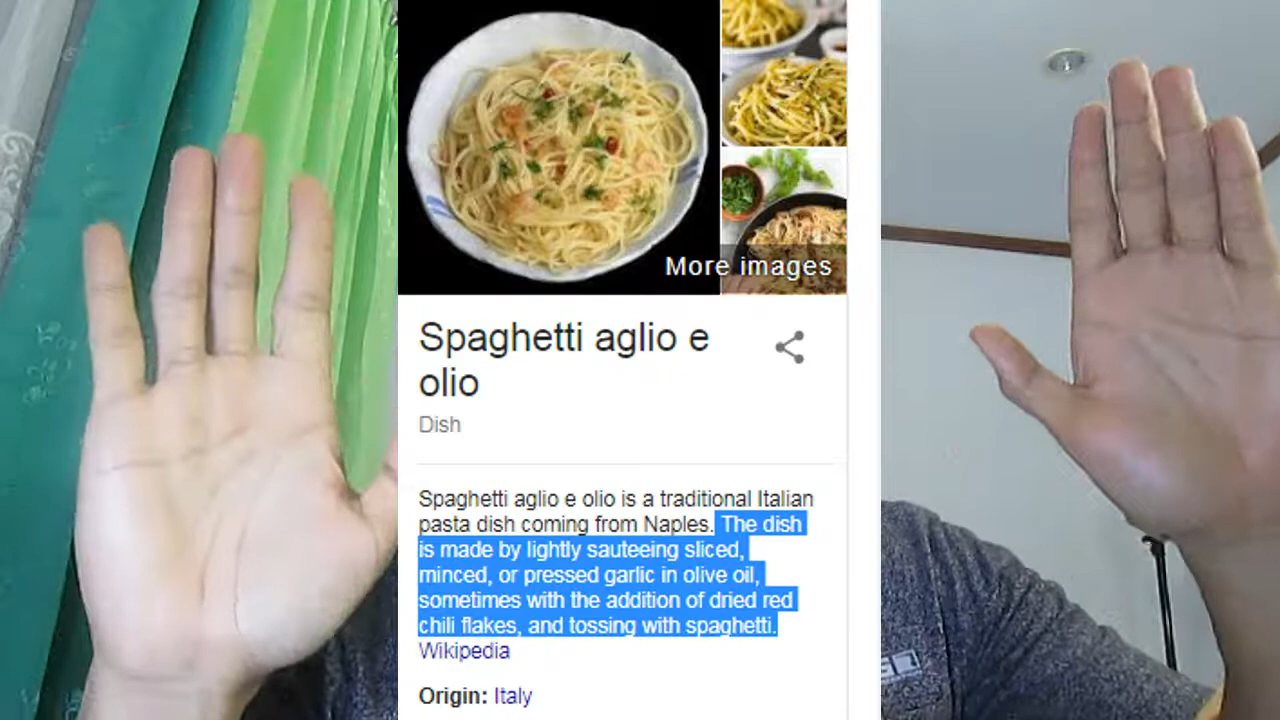 More images
Spaghetti aglio e
olio
Dish
Spaghetti aglio e olio is a traditional Italian
pasta dish coming from Naples. The dish
is made by lightly sauteeing sliced,
minced, or pressed garlic in olive oil,
sometimes with the addition of dried red
chili flakes, and tossing with spaghetti.
Wikipedia
Origin: Italy